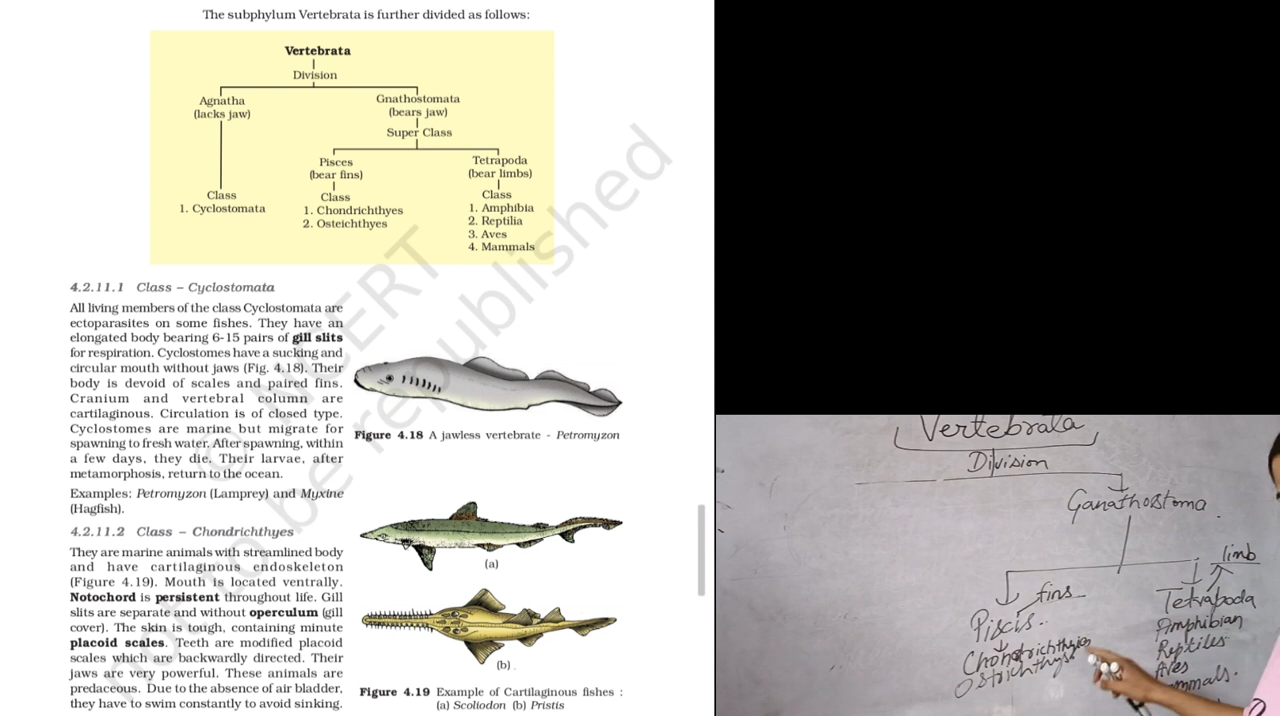 The subphylum Vertebrata is further divided as follows:
Vertebrata
Division
Agnatha
(lacks jaw)
Gnathostomata
(bears jaw)
Super Class
Pisces
(bear fins)
Tetrapoda
(bear limbs)
Class
1. Cyclostomata
Class
1. Chondrichthyes
2. Osteichthyes
Class
1. Amphibia
2. Reptilia
3. Aves
4. Mammals
4.2.11.1 Class – Cyclostomata
All living members of the class Cyclostomata are
ectoparasites on some fishes. They have an
elongated body bearing 6-15 pairs of gill slits
for respiration. Cyclostomes have a sucking and
circular mouth without jaws (Fig. 4.18). Their
body is devoid of scales and paired fins.
Cranium and vertebral column are
cartilaginous. Circulation is of closed type.
Cyclostomes are marine but migrate for
spawning to fresh water. After spawning, within
a few days, they die. Their larvae, after
metamorphosis, return to the ocean.
Examples: Petromyzon (Lamprey) and Myxine
(Hagfish).
Figure 4.18 A jawless vertebrate - Petromyzon
4.2.11.2 Class – Chondrichthyes
They are marine animals with streamlined body
and have cartilaginous endoskeleton
(Figure 4.19). Mouth is located ventrally.
Notochord is persistent throughout life. Gill
slits are separate and without operculum (gill
cover). The skin is tough, containing minute
placoid scales. Teeth are modified placoid
scales which are backwardly directed. Their
jaws are very powerful. These animals are
predaceous. Due to the absence of air bladder,
they have to swim constantly to avoid sinking.
(a)
(b)
Figure 4.19 Example of Cartilaginous fishes :
(a) Scoliodon (b) Pristis
© NCERT
not to be republished
Vertebrata
Division
Ganathostoma
limb
fins
Piscis.
Tetrapoda
Chondrichthyes
Ostrichthys
Amphibian
Reptiles
Aves
mmals.